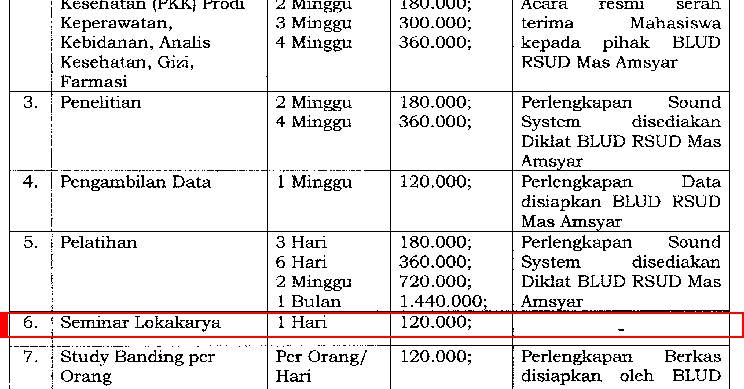 Kesehatan (PKK) Prodi 2 Minggu 180.000; Acara resmi serah
Keperawatan, 3 Minggu 300.000; terima Mahasiswa
Kebidanan, Analis 4 Minggu 360.000; kepada pihak BLUD
Kesehatan, Gizi, RSUD Mas Amsyar
Farmasi
3. Penelitian 2 Minggu 180.000; Perlengkapan Sound
4 Minggu 360.000; System disediakan
Diklat BLUD RSUD Mas
Amsyar
4. Pengambilan Data 1 Minggu 120.000; Perlengkapan Data
disiapkan BLUD RSUD
Mas Amsyar
5. Pelatihan 3 Hari 180.000; Perlengkapan Sound
6 Hari 360.000; System disediakan
2 Minggu 720.000; Diklat BLUD RSUD Mas
1 Bulan 1.440.000; Amsyar
6. Seminar Lokakarya 1 Hari 120.000; -
7. Study Banding per Per Orang/ 120.000; Perlengkapan Berkas
Orang Hari disiapkan oleh BLUD